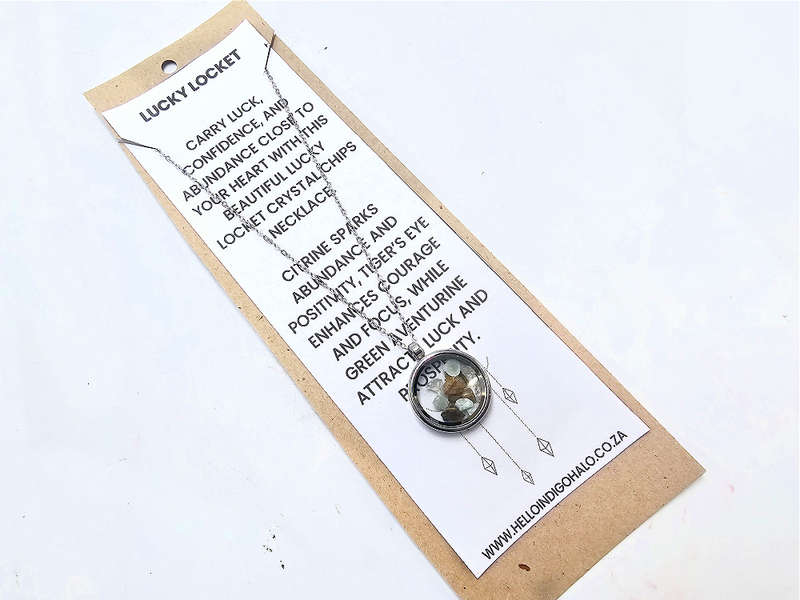 LUCKY LOCKET
CARRY LUCK,
CONFIDENCE, AND
ABUNDANCE CLOSE TO
YOUR HEART WITH THIS
BEAUTIFUL LUCKY
LOCKET CRYSTAL CHIPS
NECKLACE.
CITRINE SPARKS
ABUNDANCE AND
POSITIVITY, TIGER'S EYE
ENHANCES COURAGE
AND FOCUS, WHILE
GREEN AVENTURINE
ATTRACTS LUCK AND
PROSPERITY.
WWW.HELLOINDIGOHALO.CO.ZA